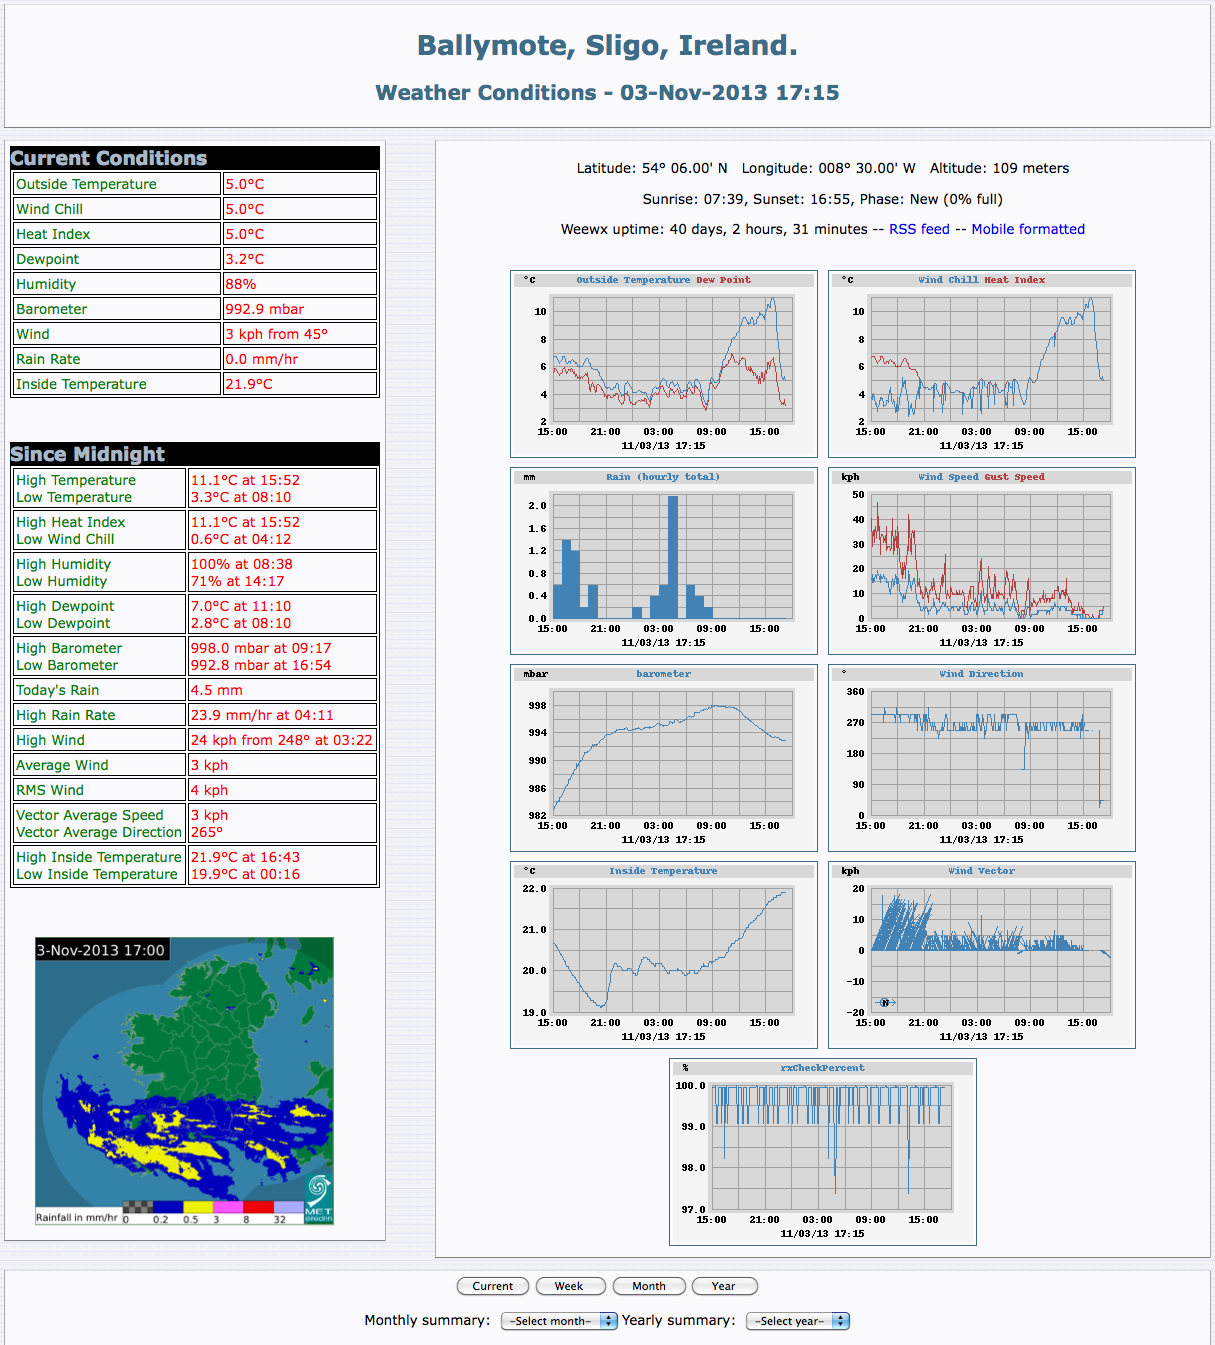 Ballymote, Sligo, Ireland.
Weather Conditions - 03-Nov-2013 17:15
Current Conditions
Outside Temperature 5.0°C
Wind Chill 5.0°C
Heat Index 5.0°C
Dewpoint 3.2°C
Humidity 88%
Barometer 992.9 mbar
Wind 3 kph from 45°
Rain Rate 0.0 mm/hr
Inside Temperature 21.9°C
Since Midnight
High Temperature 11.1°C at 15:52
Low Temperature 3.3°C at 08:10
High Heat Index 11.1°C at 15:52
Low Wind Chill 0.6°C at 04:12
High Humidity 100% at 08:38
Low Humidity 71% at 14:17
High Dewpoint 7.0°C at 11:10
Low Dewpoint 2.8°C at 08:10
High Barometer 998.0 mbar at 09:17
Low Barometer 992.8 mbar at 16:54
Today's Rain 4.5 mm
High Rain Rate 23.9 mm/hr at 04:11
High Wind 24 kph from 248° at 03:22
Average Wind 3 kph
RMS Wind 4 kph
Vector Average Speed 3 kph
Vector Average Direction 265°
High Inside Temperature 21.9°C at 16:43
Low Inside Temperature 19.9°C at 00:16
3-Nov-2013 17:00
MET
éireann
Rainfall in mm/hr 0 0.2 0.5 3 8 32
Latitude: 54° 06.00' N Longitude: 008° 30.00' W Altitude: 109 meters
Sunrise: 07:39, Sunset: 16:55, Phase: New (0% full)
Weewx uptime: 40 days, 2 hours, 31 minutes -- RSS feed -- Mobile formatted
°C Outside Temperature Dew Point
10
8
6
4
2
15:00 21:00 03:00 09:00 15:00
11/03/13 17:15
°C Wind Chill Heat Index
10
8
6
4
2
15:00 21:00 03:00 09:00 15:00
11/03/13 17:15
mm Rain (hourly total)
2.0
1.6
1.2
0.8
0.4
0.0
15:00 21:00 03:00 09:00 15:00
11/03/13 17:15
kph Wind Speed Gust Speed
50
40
30
20
10
0
15:00 21:00 03:00 09:00 15:00
11/03/13 17:15
mbar barometer
998
994
990
986
982
15:00 21:00 03:00 09:00 15:00
11/03/13 17:15
° Wind Direction
360
270
180
90
0
15:00 21:00 03:00 09:00 15:00
11/03/13 17:15
°C Inside Temperature
22.0
21.0
20.0
19.0
15:00 21:00 03:00 09:00 15:00
11/03/13 17:15
kph Wind Vector
20
10
0
-10
N
-20
15:00 21:00 03:00 09:00 15:00
11/03/13 17:15
% rxCheckPercent
100.0
99.0
98.0
97.0
15:00 21:00 03:00 09:00 15:00
11/03/13 17:15
Current Week Month Year
Monthly summary: -Select month- Yearly summary: -Select year-